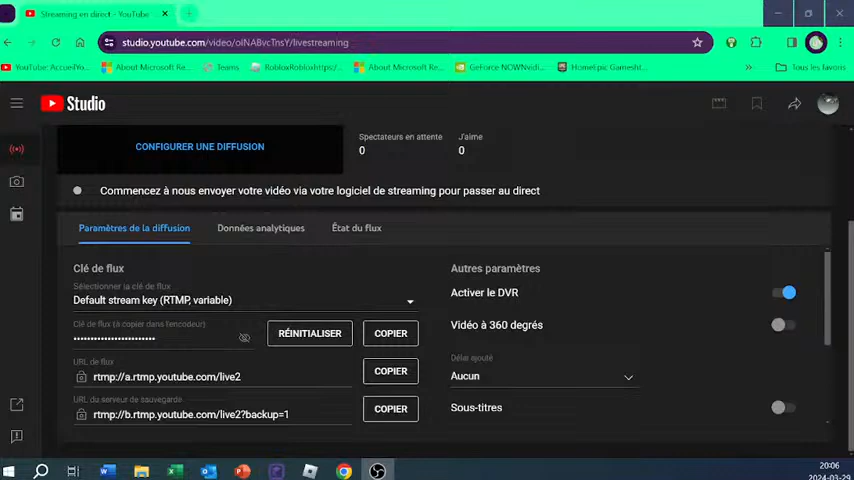 Streaming en direct - YouTube
studio.youtube.com/video/oINABvcTnsY/livestreaming
YouTube: AccueilYo...
About Microsoft Re...
Teams
RobloxRobloxhttps:/...
About Microsoft Re...
GeForce NOWNvidi...
Home
Gamesht...
Tous les favoris
Studio
CONFIGURER UNE DIFFUSION
Spectateurs en attente
J'aime
0
0
Commencez à nous envoyer votre vidéo via votre logiciel de streaming pour passer au direct
Paramètres de la diffusion
Données analytiques
État du flux
Clé de flux
Sélectionner la clé de flux
Default stream key (RTMP, variable)
Clé de flux (à copier dans l'encodeur)
••••••••••••••••••••••••
RÉINITIALISER
COPIER
URL de flux
rtmp://a.rtmp.youtube.com/live2
COPIER
URL du serveur de sauvegarde
rtmp://b.rtmp.youtube.com/live2?backup=1
COPIER
Autres paramètres
Activer le DVR
Vidéo à 360 degrés
Délai ajouté
Aucun
Sous-titres
20:06
2024-03-29